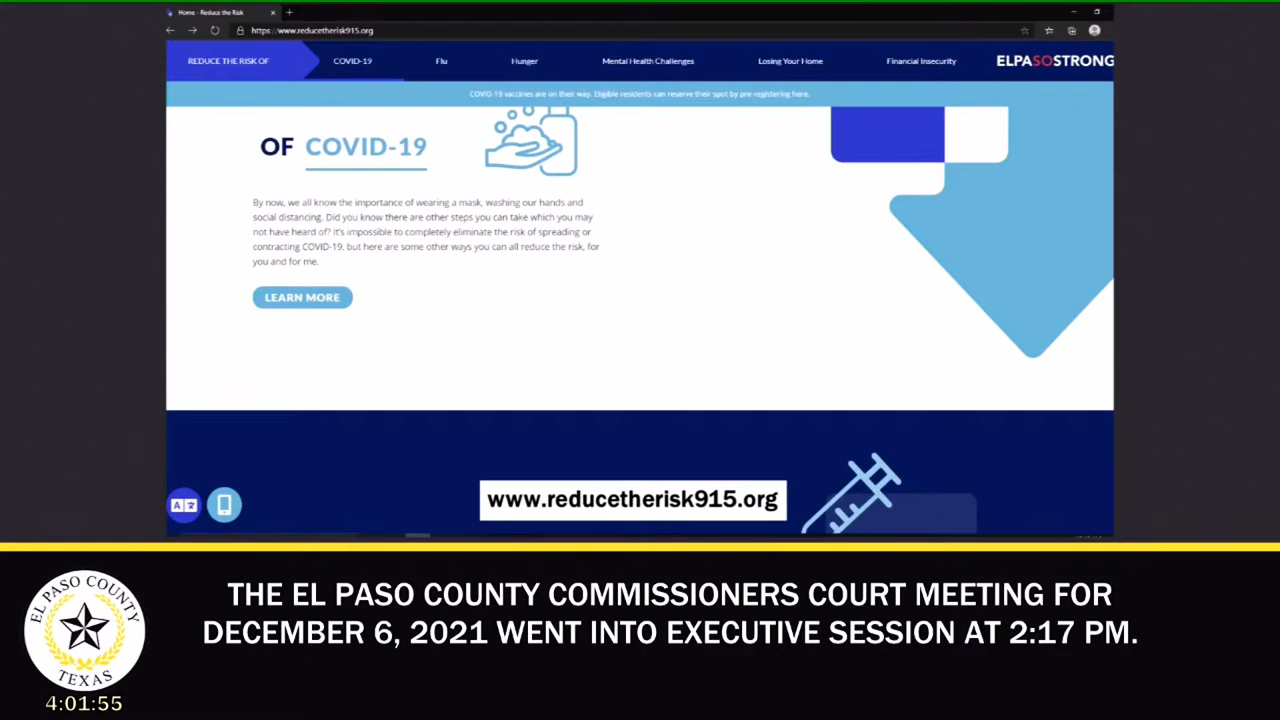 Home - Reduce the Risk
https://www.reducetherisk915.org
REDUCE THE RISK OF
COVID-19
Flu
Hunger
Mental Health Challenges
Losing Your Home
Financial Insecurity
ELPASOSTRONG
COVID-19 vaccines are on their way. Eligible residents can reserve their spot by pre registering here.
OF COVID-19
By now, we all know the importance of wearing a mask, washing our hands and
social distancing. Did you know there are other steps you can take which you may
not have heard of? It's impossible to completely eliminate the risk of spreading or
contracting COVID-19, but here are some other ways you can all reduce the risk, for
you and for me.
LEARN MORE
www.reducetherisk915.org
EL PASO COUNTY
TEXAS
THE EL PASO COUNTY COMMISSIONERS COURT MEETING FOR
DECEMBER 6, 2021 WENT INTO EXECUTIVE SESSION AT 2:17 PM.
4:01:55